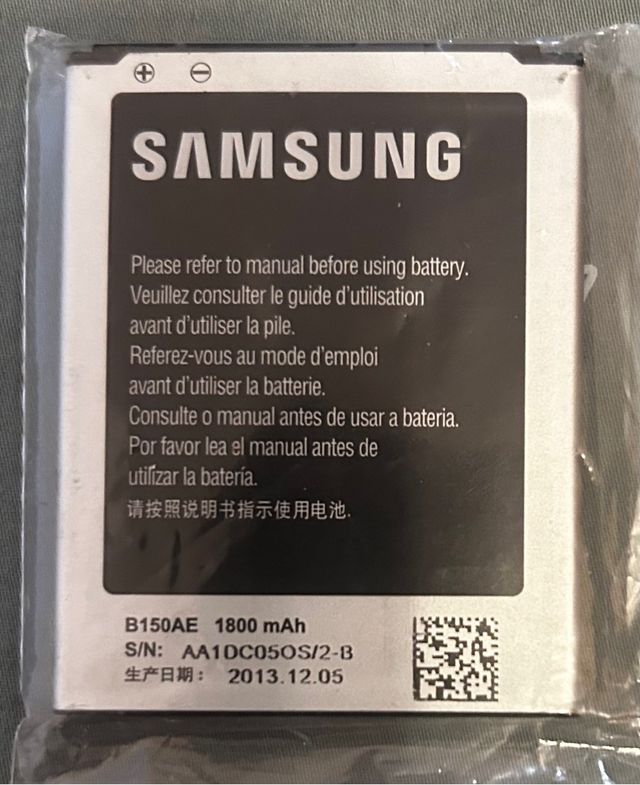 + −
SAMSUNG
Please refer to manual before using battery.
Veuillez consulter le guide d'utilisation
avant d'utiliser la pile.
Referez-vous au mode d'emploi
avant d'utiliser la batterie.
Consulte o manual antes de usar a bateria.
Por favor lea el manual antes de
utilizar la batería.
请按照说明书指示使用电池.
B150AE 1800 mAh
S/N: AA1DC05OS/2-B
生产日期: 2013.12.05